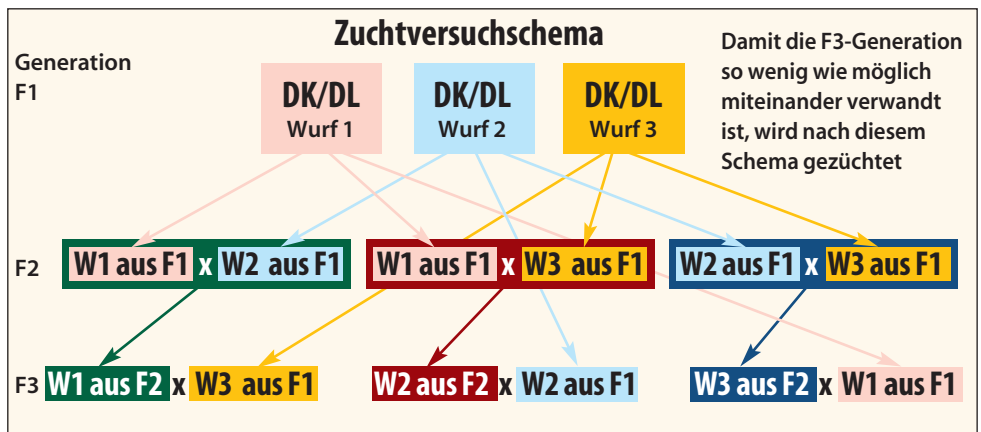 Zuchtversuchschema
Generation
F1
DK/DL
Wurf 1
DK/DL
Wurf 2
DK/DL
Wurf 3
Damit die F3-Generation
so wenig wie möglich
miteinander verwandt
ist, wird nach diesem
Schema gezüchtet
F2 W1 aus F1 x W2 aus F1 W1 aus F1 x W3 aus F1 W2 aus F1 x W3 aus F1
F3 W1 aus F2 x W3 aus F1 W2 aus F2 x W2 aus F1 W3 aus F2 x W1 aus F1